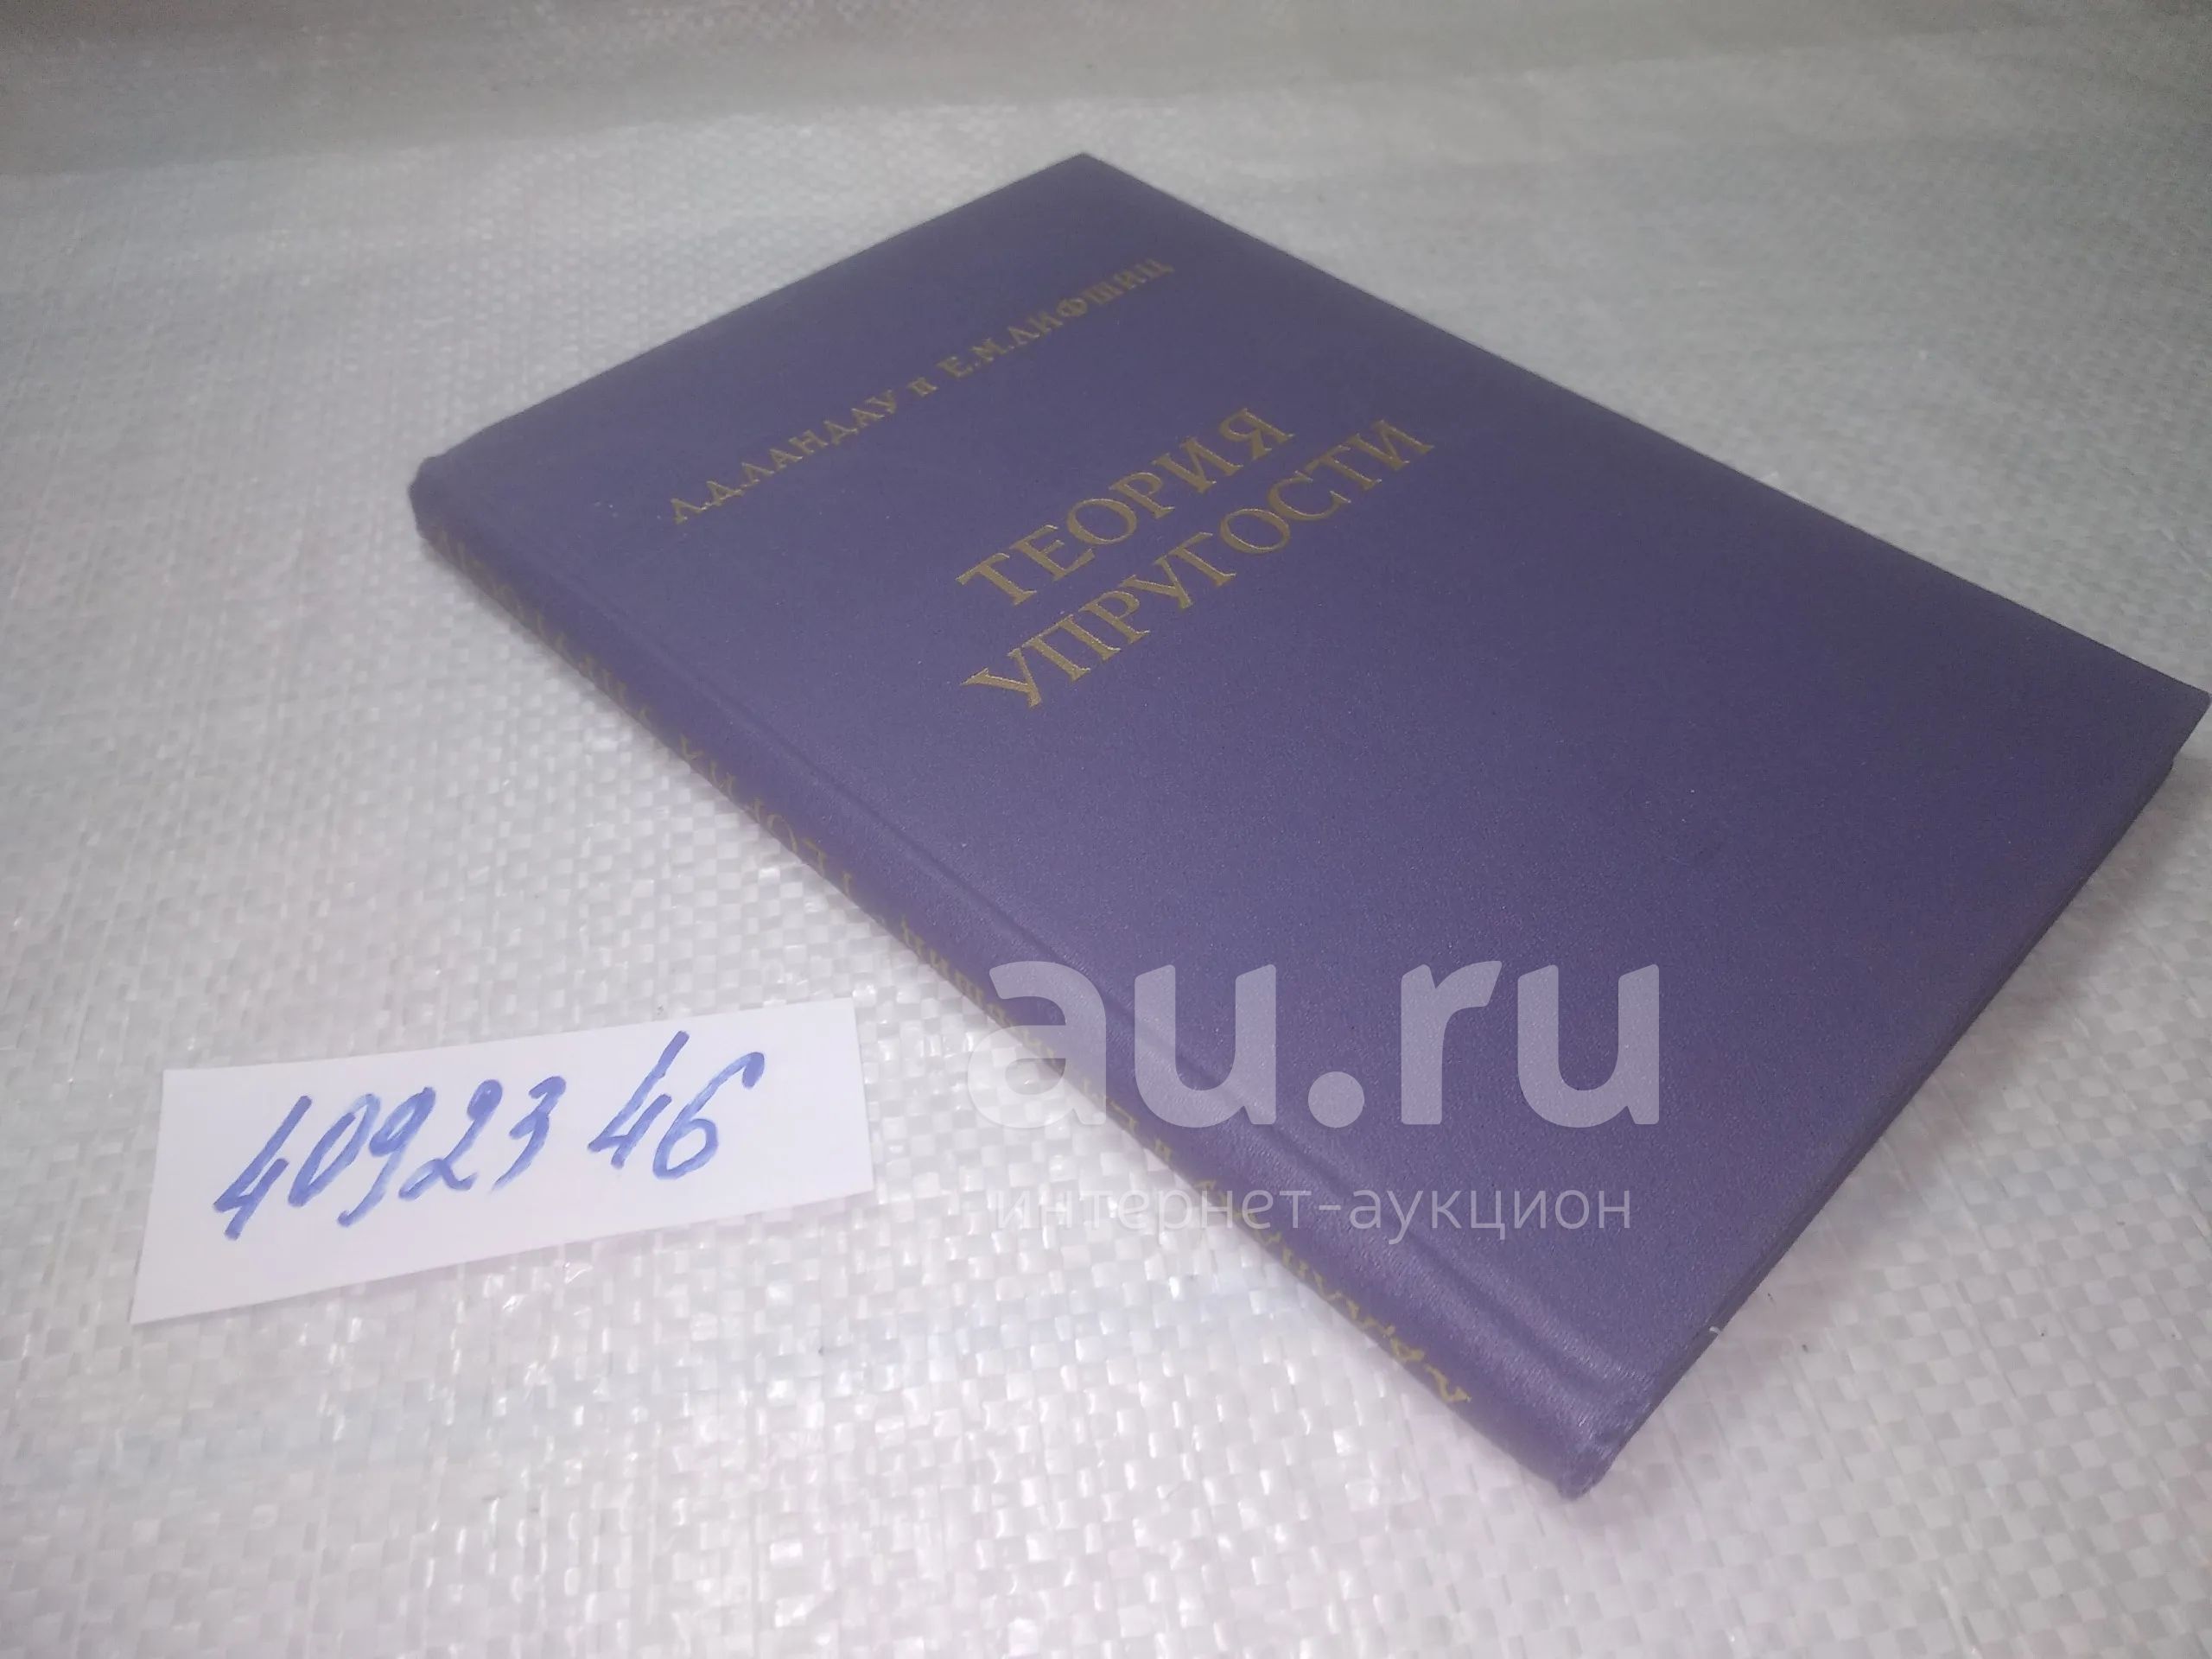 Л.Д.ЛАНДАУ и Е.М.ЛИФШИЦ
ТЕОРИЯ
УПРУГОСТИ
4092346
au.ru
интернет-аукцион